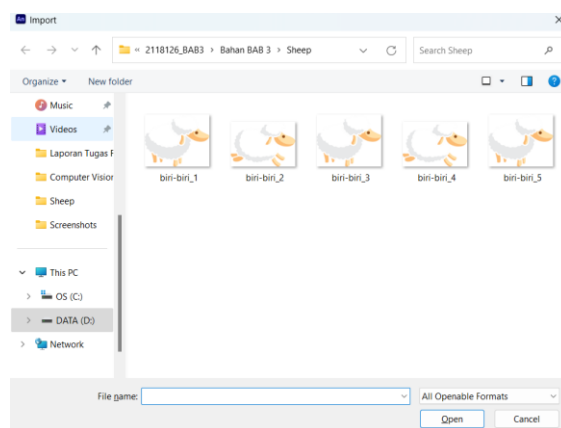 An Import
« 2118126_BAB3 › Bahan BAB 3 › Sheep
Search Sheep
Organize
New folder
Music
Videos
Laporan Tugas F
Computer Vision
Sheep
Screenshots
This PC
OS (C:)
DATA (D:)
Network
biri-biri_1 biri-biri_2 biri-biri_3 biri-biri_4 biri-biri_5
File name:
All Openable Formats
Open Cancel